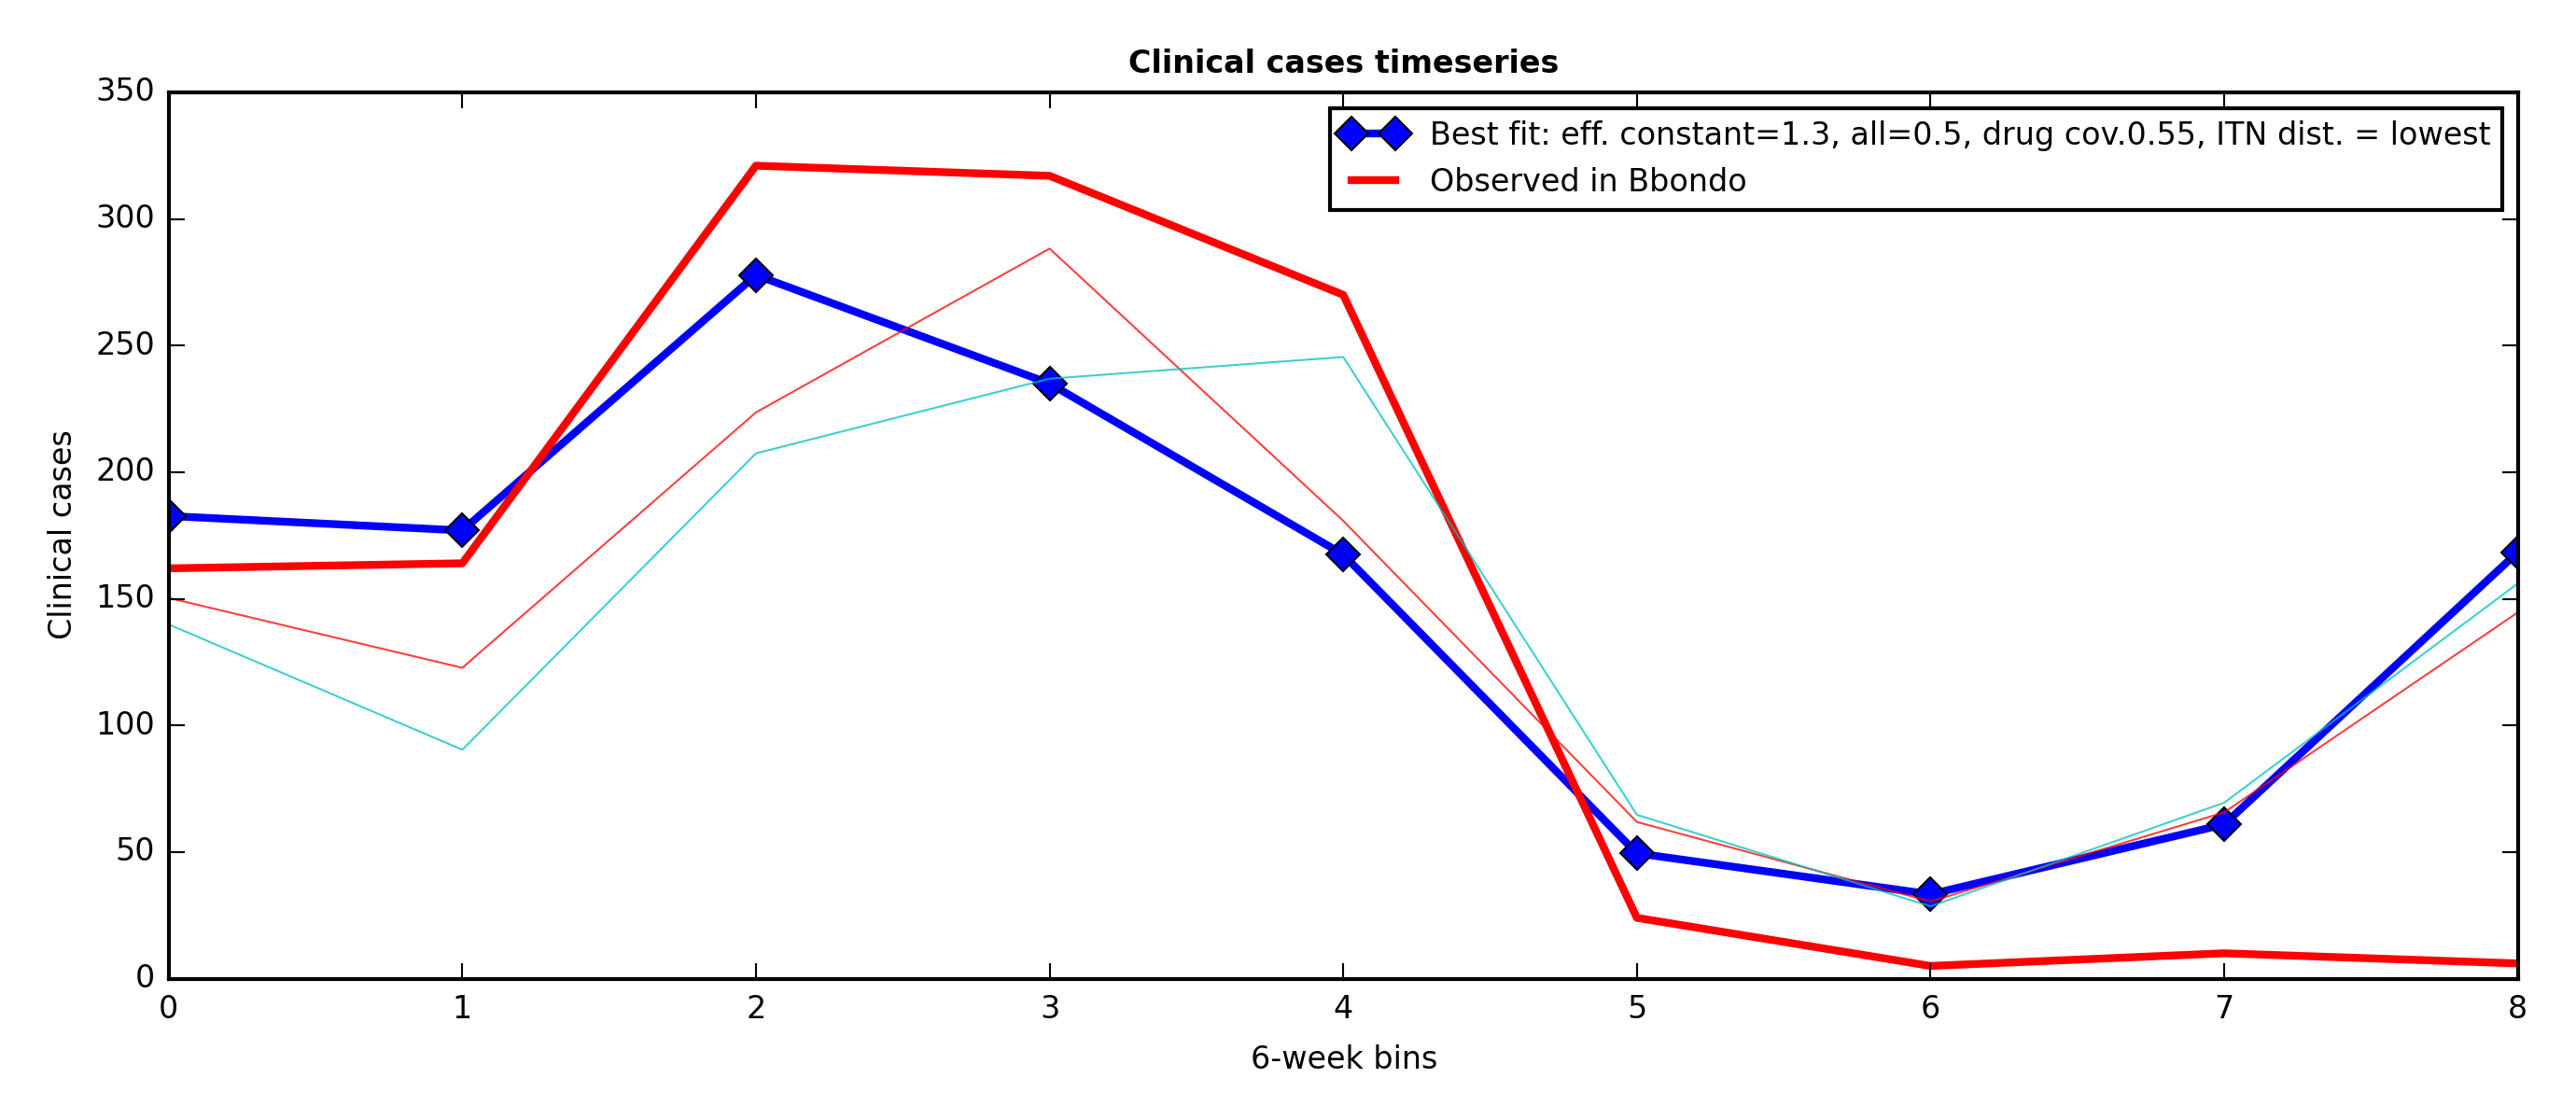 Clinical cases timeseries
350
300
250
200
150
100
50
0
Clinical cases
Best fit: eff. constant=1.3, all=0.5, drug cov.0.55, ITN dist. = lowest
Observed in Bbondo
0 1 2 3 4 5 6 7 8
6-week bins